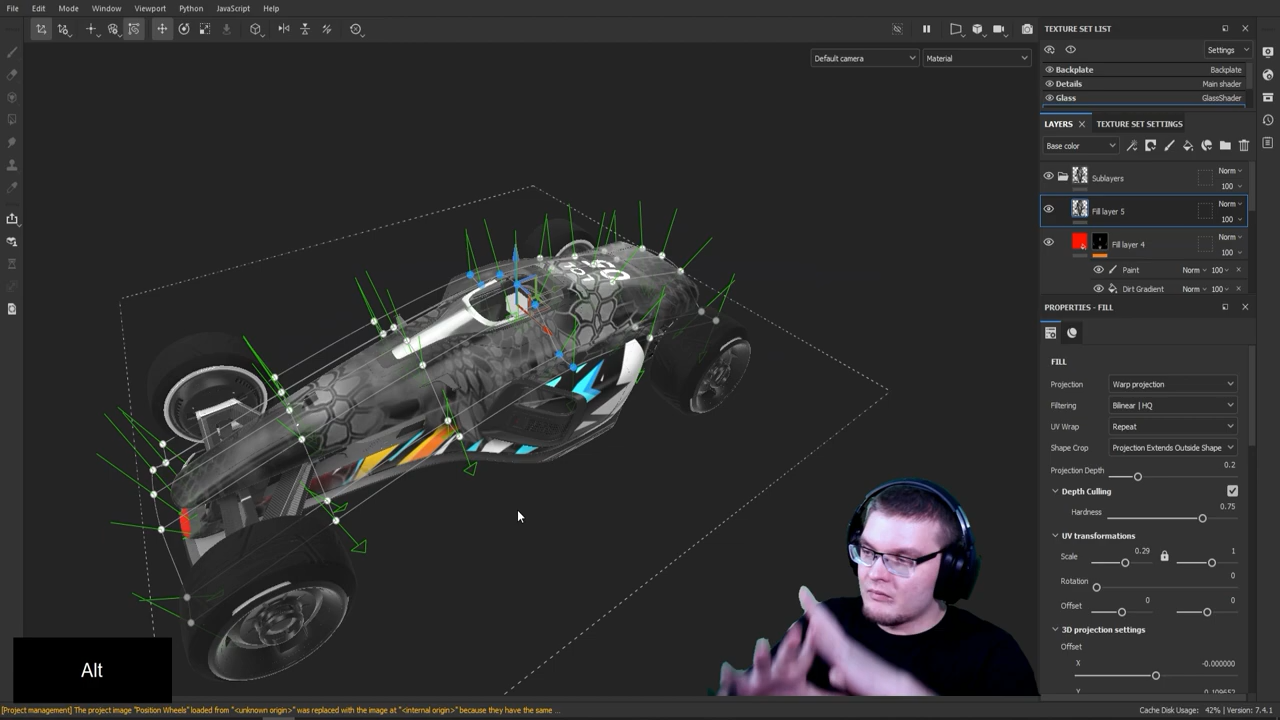 File Edit Mode Window Viewport Python JavaScript Help
Default camera
Material
TEXTURE SET LIST
Settings
Backplate Backplate
Details Main shader
Glass GlassShader
LAYERS TEXTURE SET SETTINGS
Base color
Sublayers Norm
100
Fill layer 5 Norm
100
Fill layer 4 Norm
100
Paint Norm 100
Dirt Gradient Norm 100
PROPERTIES - FILL
FILL
Projection Warp projection
Filtering Bilinear | HQ
UV Wrap Repeat
Shape Crop Projection Extends Outside Shape
Projection Depth 0.2
Depth Culling
Hardness 0.75
UV transformations
Scale 0.29 1
Rotation 0
Offset 0 0
3D projection settings
Offset
X -0.000000
Y 0.109652
Alt
[Project management] The project image "Position Wheels" loaded from "<unknown origin>" was replaced with the image at "<internal origin>" because they have the same ...
Cache Disk Usage: 42% | Version: 7.4.1